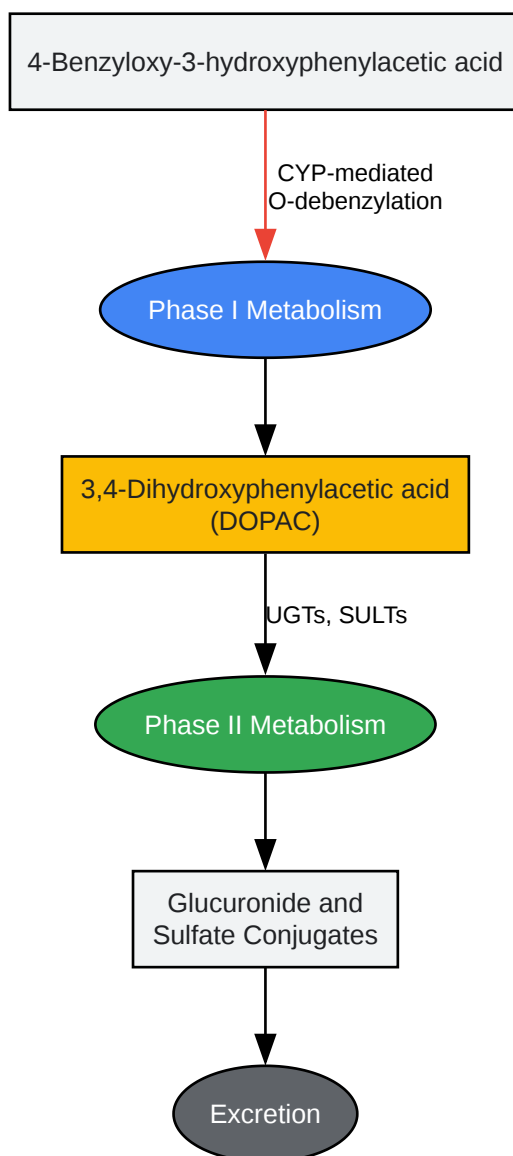 4-Benzyloxy-3-hydroxyphenylacetic acid
CYP-mediated
O-debenzylation
Phase I Metabolism
3,4-Dihydroxyphenylacetic acid
(DOPAC)
UGTs, SULTs
Phase II Metabolism
Glucuronide and
Sulfate Conjugates
Excretion